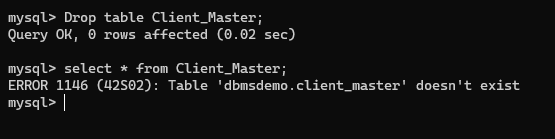 mysql> Drop table Client_Master;
Query OK, 0 rows affected (0.02 sec)
mysql> select * from Client_Master;
ERROR 1146 (42S02): Table 'dbmsdemo.client_master' doesn't exist
mysql>